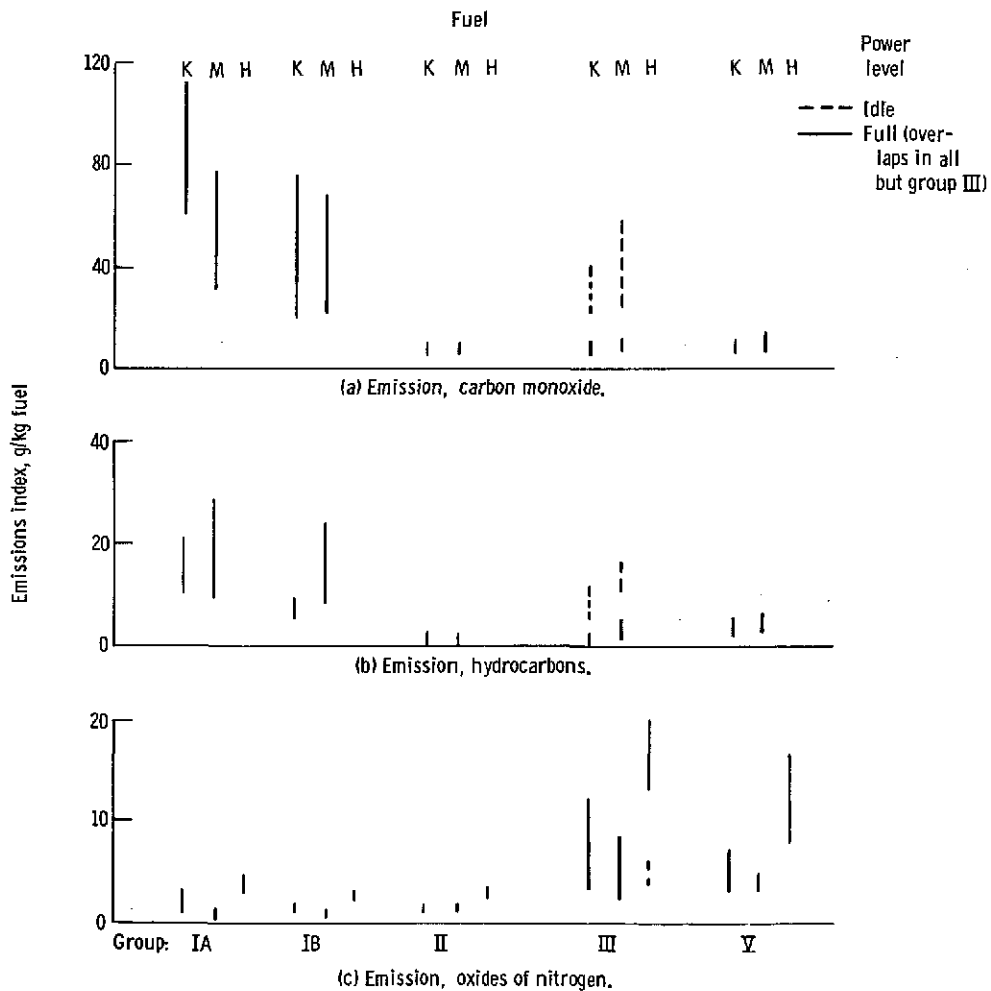 Fuel
K M H K M H K M H K M H K M H
Power
level
Idle
Full (over-
laps in all
but group III)
120
80
40
0
(a) Emission, carbon monoxide.
Emissions index, g/kg fuel
40
20
0
(b) Emission, hydrocarbons.
20
10
0
Group: IA IB II III V
(c) Emission, oxides of nitrogen.